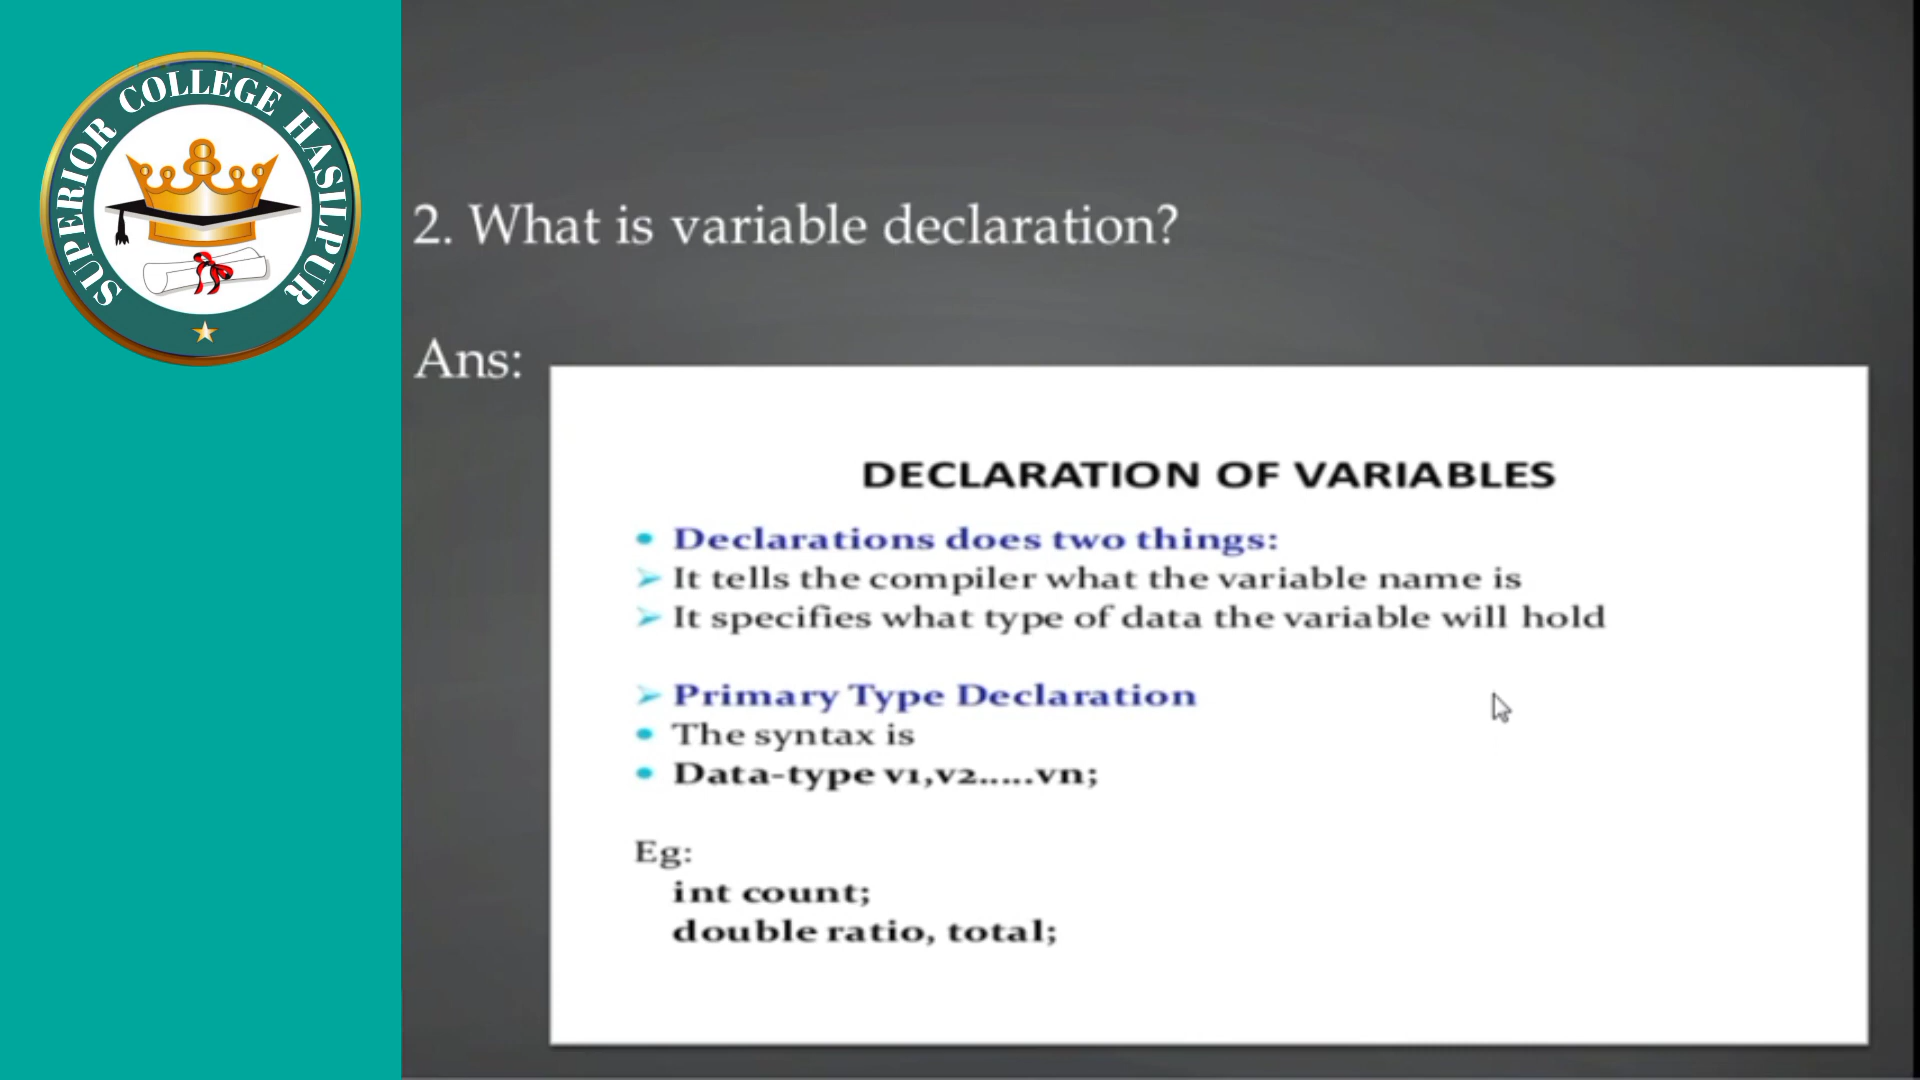 SUPERIOR COLLEGE HASILPUR
2. What is variable declaration?
Ans:
DECLARATION OF VARIABLES
• Declarations does two things:
➢ It tells the compiler what the variable name is
➢ It specifies what type of data the variable will hold
➢ Primary Type Declaration
• The syntax is
• Data-type v1,v2.....vn;
Eg:
int count;
double ratio, total;